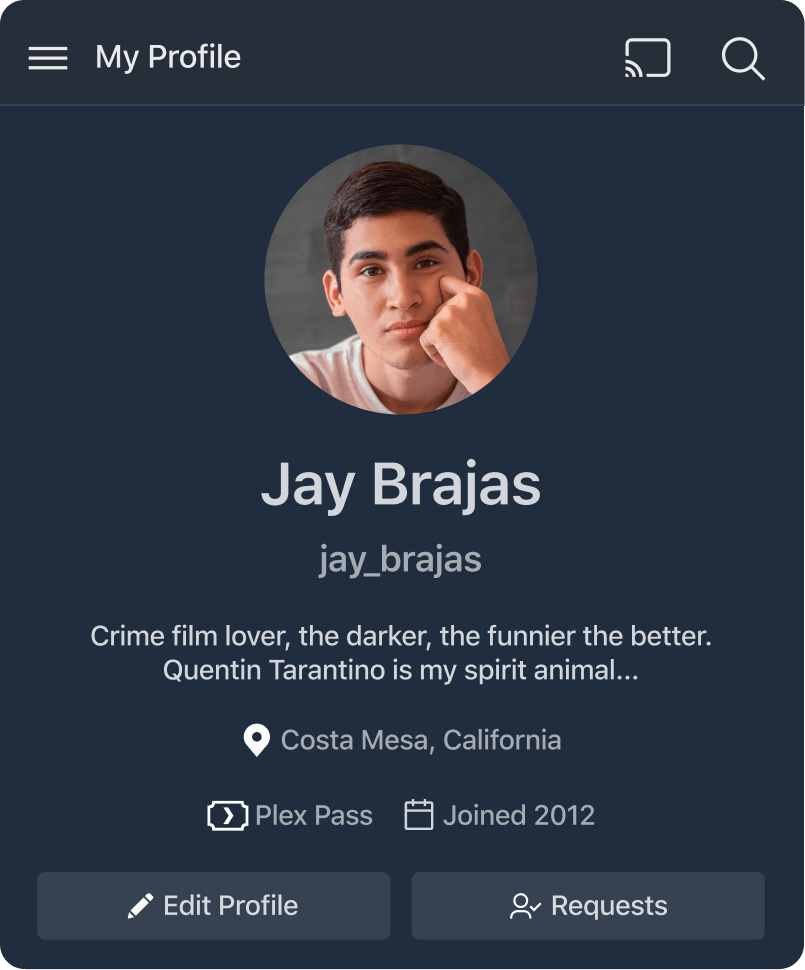 My Profile
Jay Brajas
jay_brajas
Crime film lover, the darker, the funnier the better.
Quentin Tarantino is my spirit animal...
Costa Mesa, California
Plex Pass Joined 2012
Edit Profile Requests